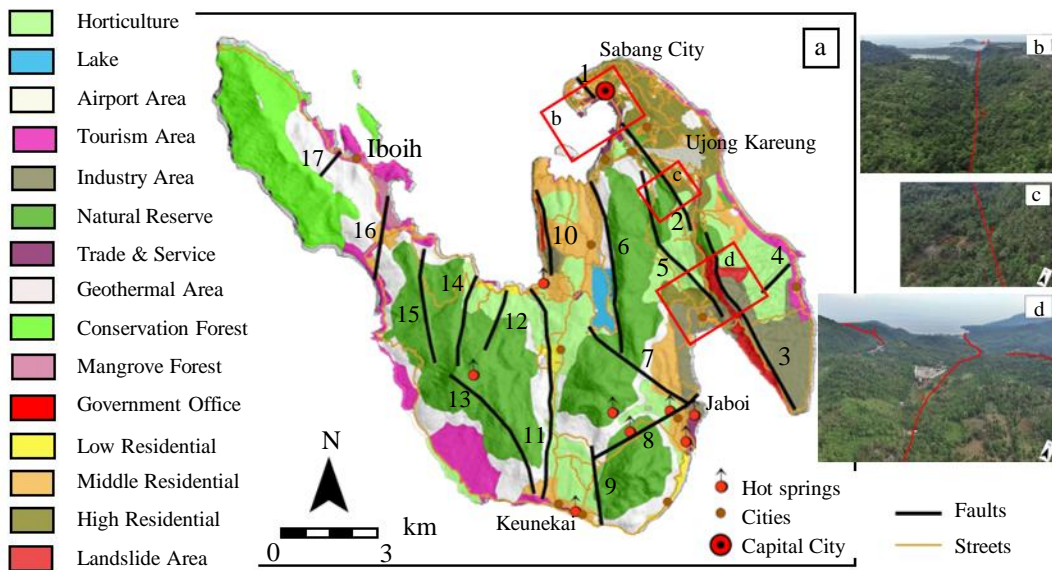 Horticulture
Lake
Airport Area
Tourism Area
Industry Area
Natural Reserve
Trade & Service
Geothermal Area
Conservation Forest
Mangrove Forest
Government Office
Low Residential
Middle Residential
High Residential
Landslide Area
a
Sabang City
1
b
Ujong Kareung
Iboih
17
c
16
10
6
2
5
4
d
14
15
12
7
3
13
Jaboi
11
8
9
N
Keunekai
km
0 3
Hot springs
Cities
Capital City
Faults
Streets
b
c
d